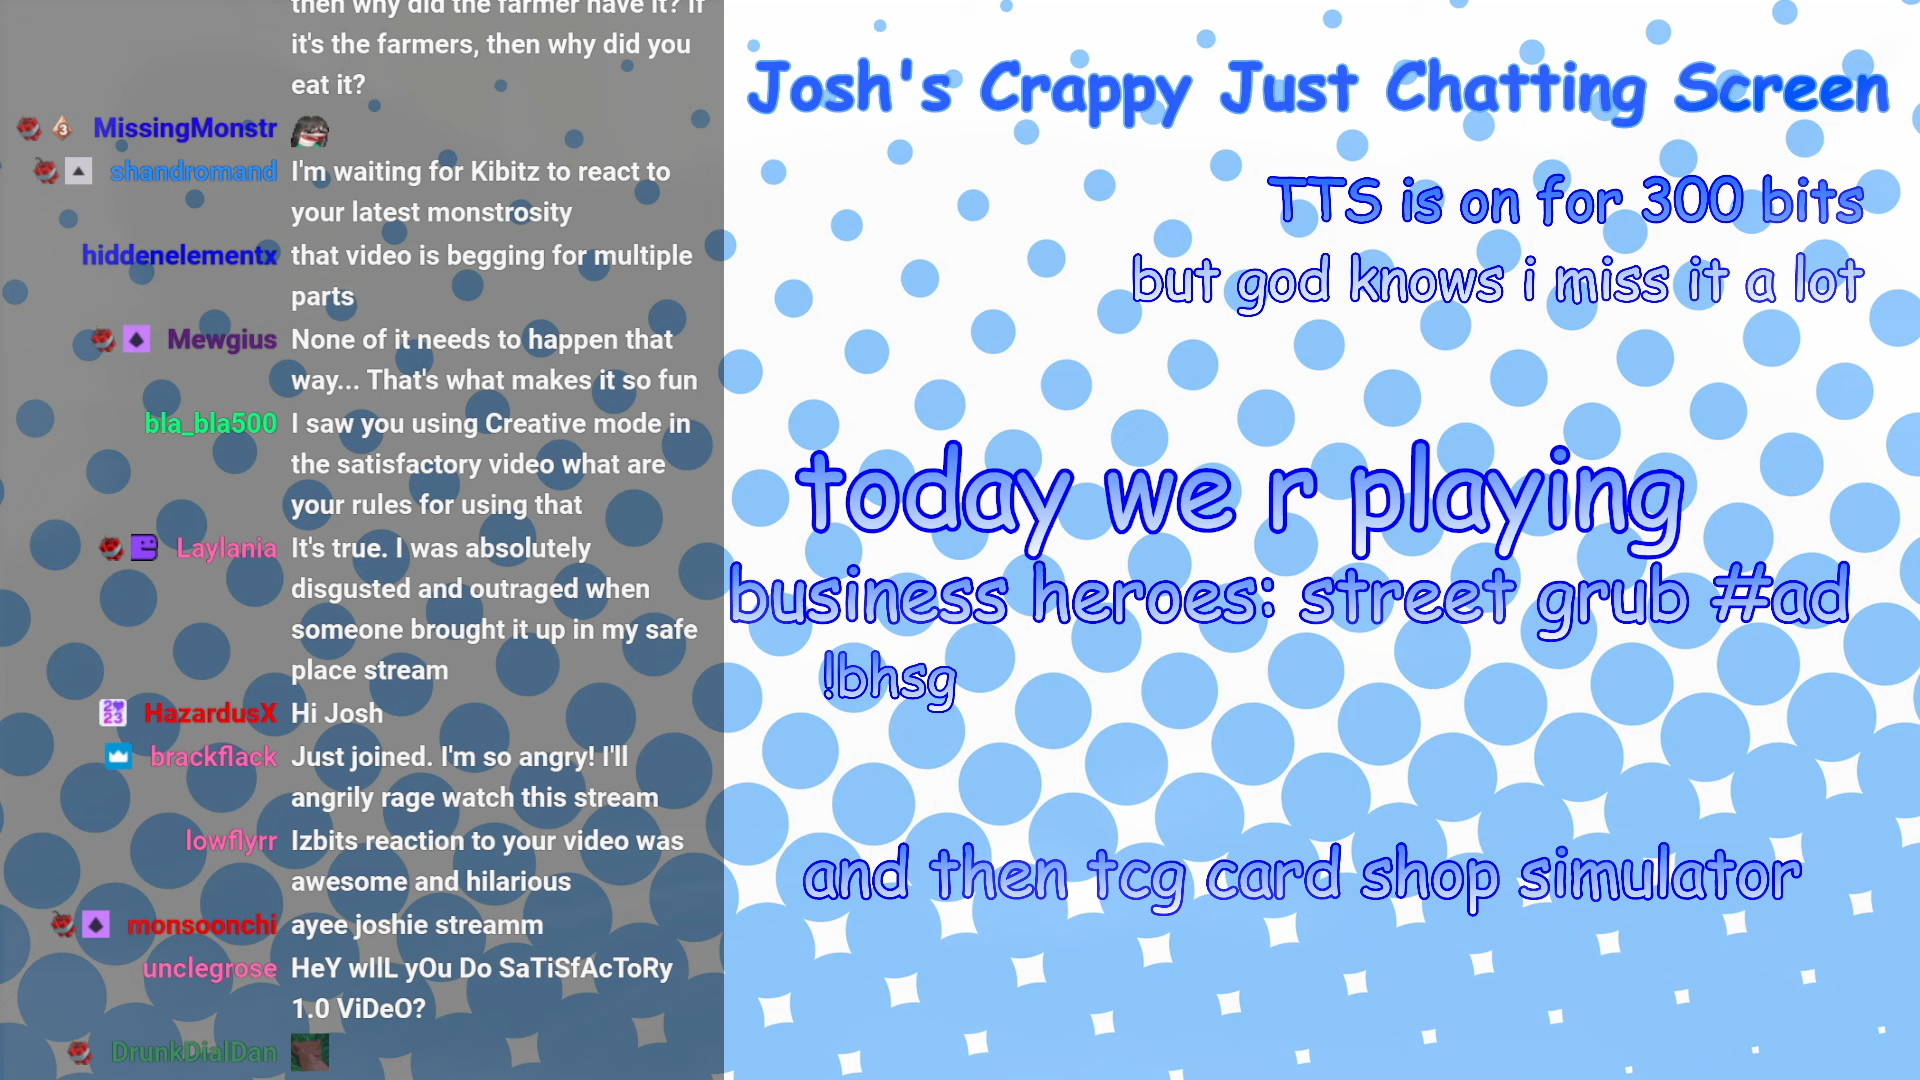 then why did the farmer have it? if
it's the farmers, then why did you
eat it?
MissingMonstr
shandromand I'm waiting for Kibitz to react to
your latest monstrosity
hiddenelementx that video is begging for multiple
parts
Mewgius None of it needs to happen that
way... That's what makes it so fun
bla_bla500 I saw you using Creative mode in
the satisfactory video what are
your rules for using that
Laylania It's true. I was absolutely
disgusted and outraged when
someone brought it up in my safe
place stream
HazardusX Hi Josh
brackflack Just joined. I'm so angry! I'll
angrily rage watch this stream
lowflyrr Izbits reaction to your video was
awesome and hilarious
monsoonchi ayee joshie streamm
unclegrose HeY wIlL yOu Do SaTiSfAcToRy
1.0 ViDeO?
DrunkDialDan
Josh's Crappy Just Chatting Screen
TTS is on for 300 bits
but god knows i miss it a lot
today we r playing
business heroes: street grub #ad
!bhsg
and then tcg card shop simulator